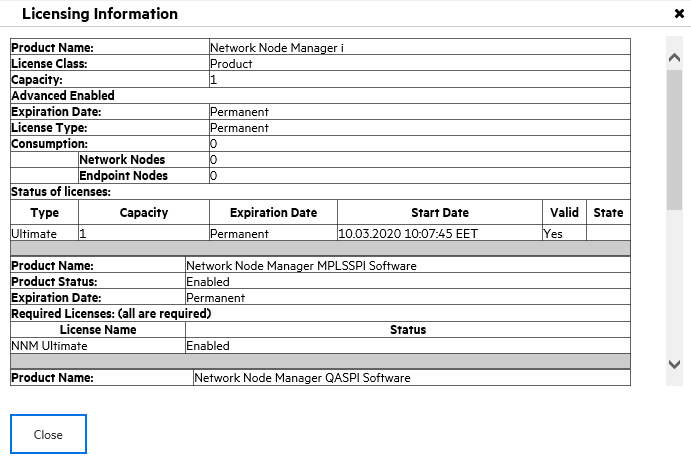 Licensing Information
Product Name: Network Node Manager i
License Class: Product
Capacity: 1
Advanced Enabled
Expiration Date: Permanent
License Type: Permanent
Consumption: 0
Network Nodes 0
Endpoint Nodes 0
Status of licenses:
Type Capacity Expiration Date Start Date Valid State
Ultimate 1 Permanent 10.03.2020 10:07:45 EET Yes
Product Name: Network Node Manager MPLSSPI Software
Product Status: Enabled
Expiration Date: Permanent
Required Licenses: (all are required)
License Name Status
NNM Ultimate Enabled
Product Name: Network Node Manager QASPI Software
Close